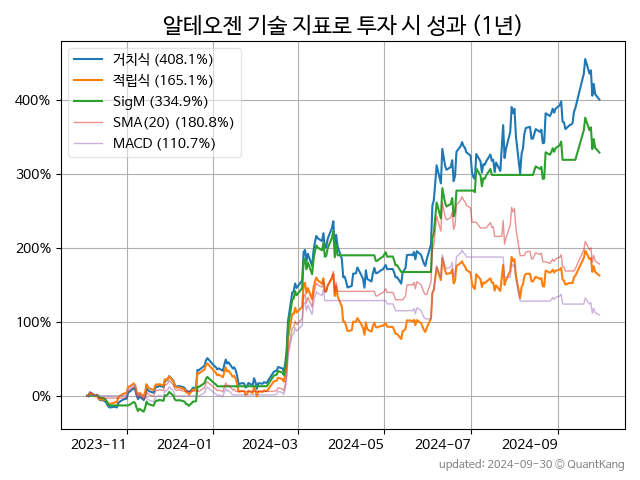 알테오젠 기술 지표로 투자 시 성과 (1년)
거치식 (408.1%)
적립식 (165.1%)
SigM (334.9%)
SMA(20) (180.8%)
MACD (110.7%)
400%
300%
200%
100%
0%
2023-11 2024-01 2024-03 2024-05 2024-07 2024-09
updated: 2024-09-30 © QuantKang